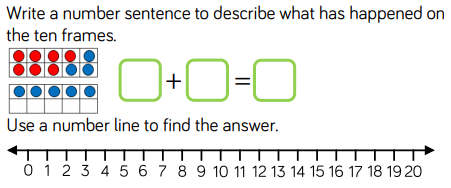 Write a number sentence to describe what has happened on
the ten frames.
+ =
Use a number line to find the answer.
0 1 2 3 4 5 6 7 8 9 10 11 12 13 14 15 16 17 18 19 20